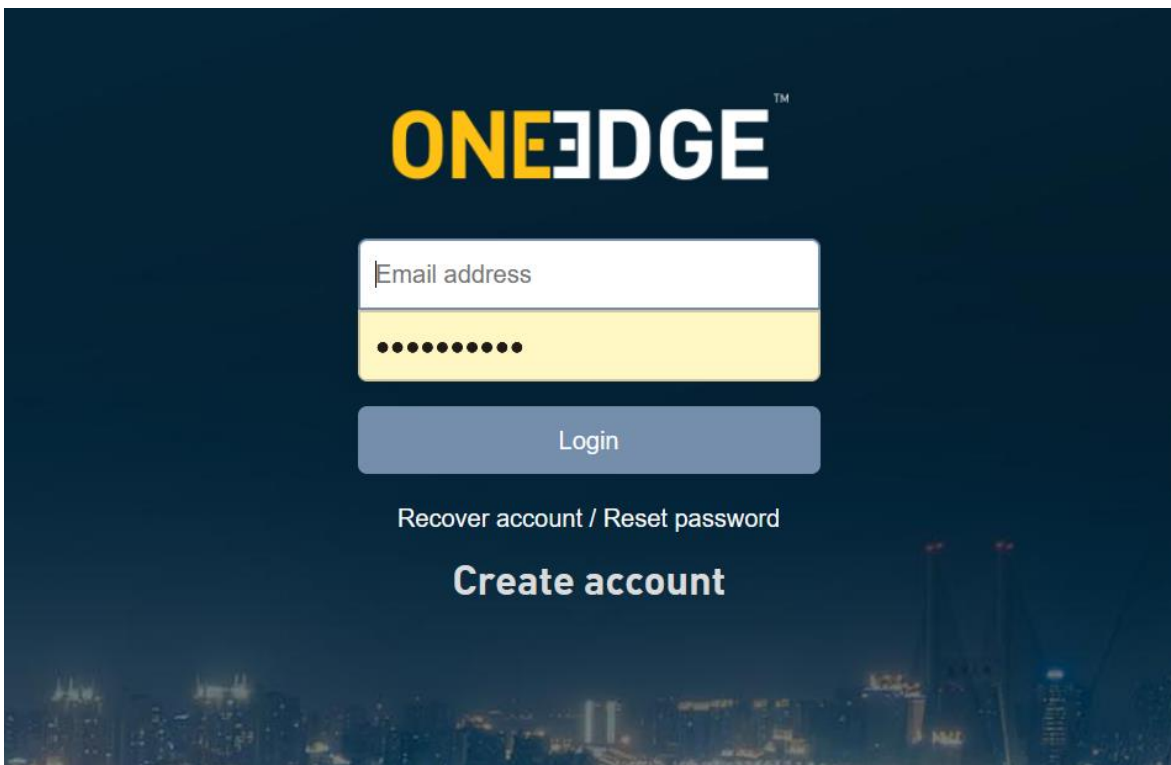 ONEEDGE™
Email address
••••••••••
Login
Recover account / Reset password
Create account